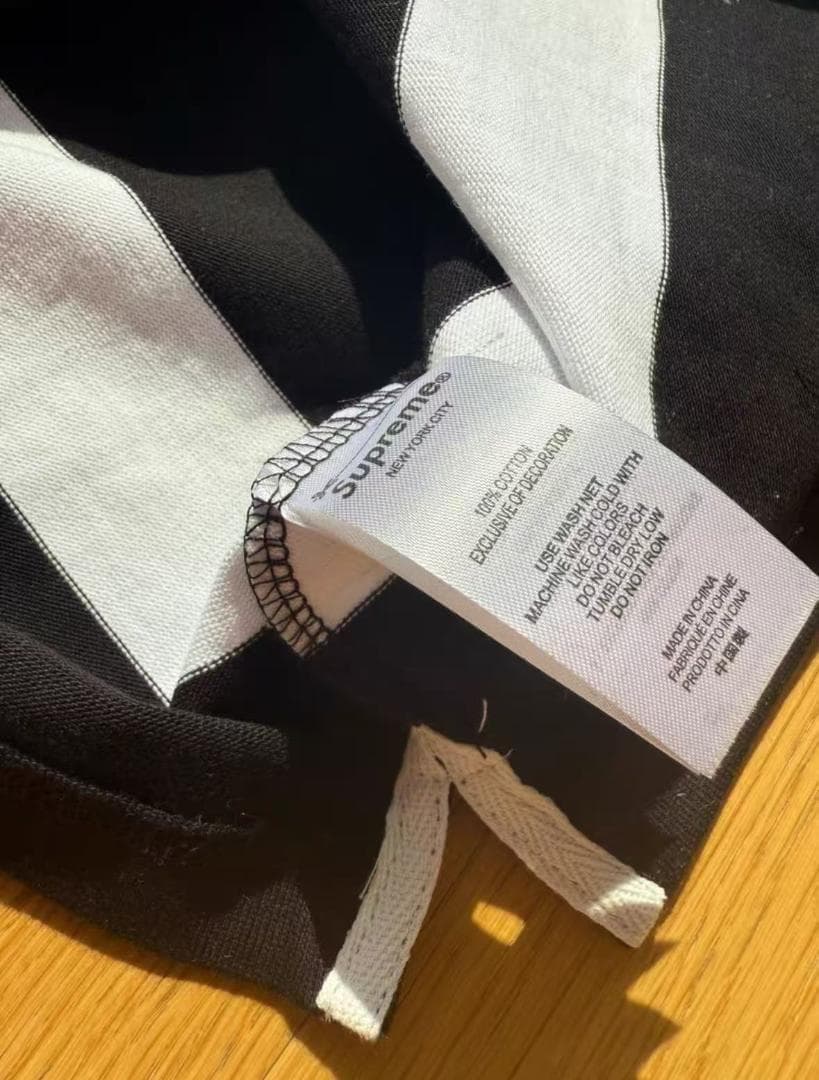 Supreme®
NEW YORK CITY
100% COTTON
EXCLUSIVE OF DECORATION
USE WASH NET
MACHINE WASH COLD WITH
LIKE COLORS
DO NOT BLEACH
TUMBLE DRY LOW
DO NOT IRON
MADE IN CHINA
FABRIQUE EN CHINE
PRODOTTO IN CINA
中国製